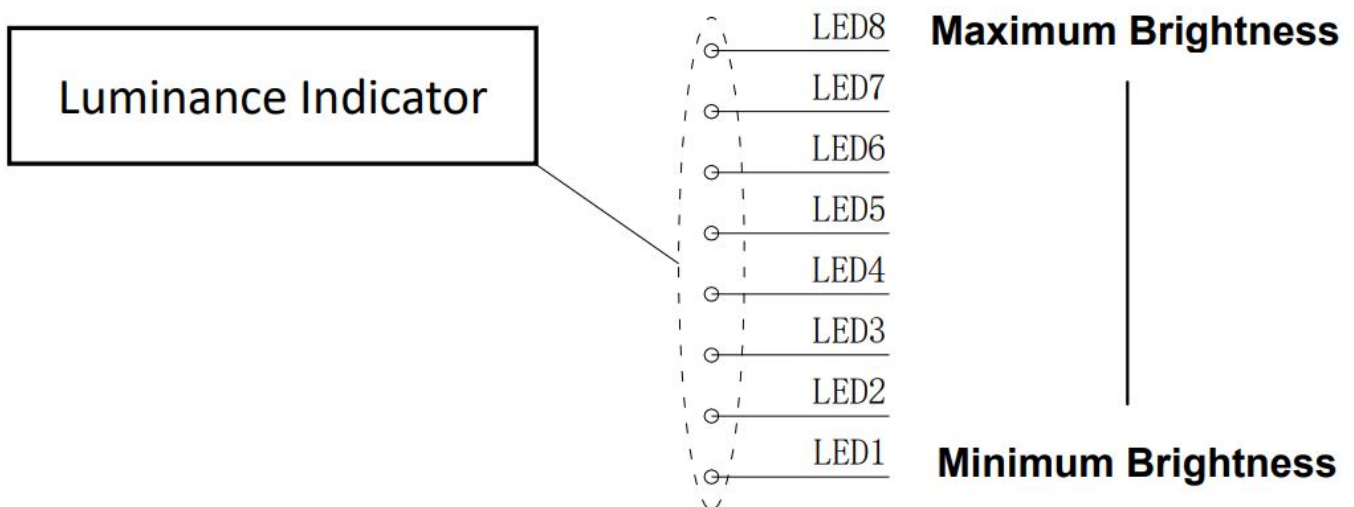 LED8
Maximum Brightness
Luminance Indicator
LED7
LED6
LED5
LED4
LED3
LED2
LED1
Minimum Brightness